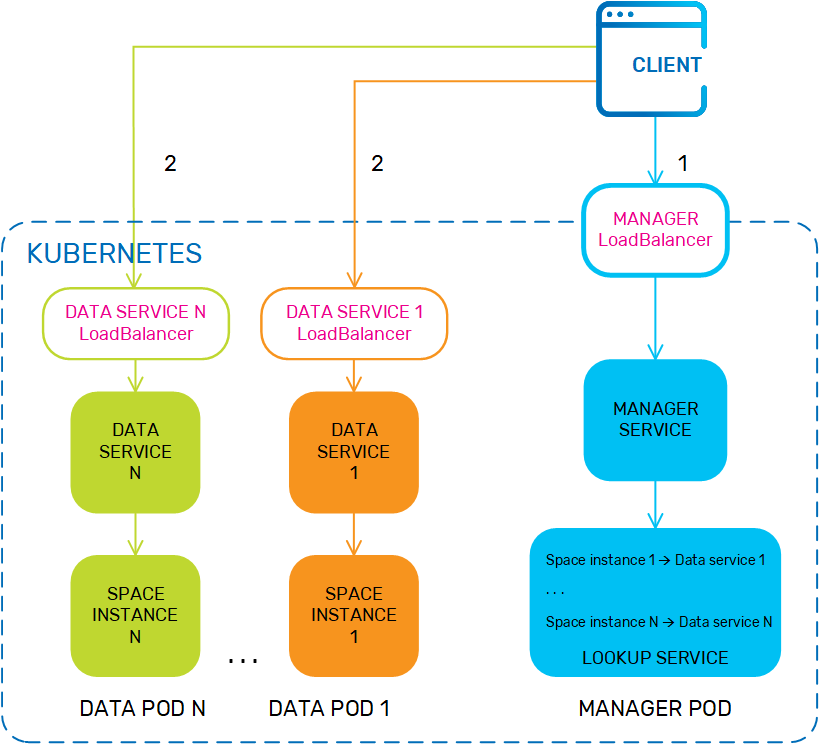 CLIENT
2
2
1
KUBERNETES
MANAGER
LoadBalancer
DATA SERVICE N
LoadBalancer
DATA SERVICE 1
LoadBalancer
DATA
SERVICE
N
DATA
SERVICE
1
MANAGER
SERVICE
SPACE
INSTANCE
N
SPACE
INSTANCE
1
Space instance 1 → Data service 1
...
Space instance N → Data service N
LOOKUP SERVICE
...
DATA POD N
DATA POD 1
MANAGER POD